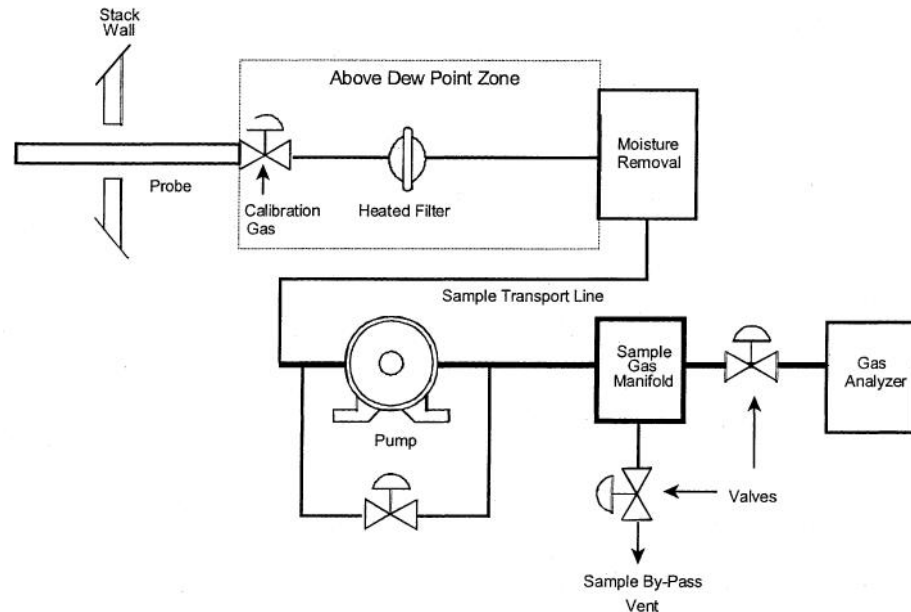 Stack
Wall
Above Dew Point Zone
Moisture
Removal
Probe
Calibration
Gas
Heated Filter
Sample Transport Line
Sample
Gas
Manifold
Gas
Analyzer
Pump
Valves
Sample By-Pass
Vent